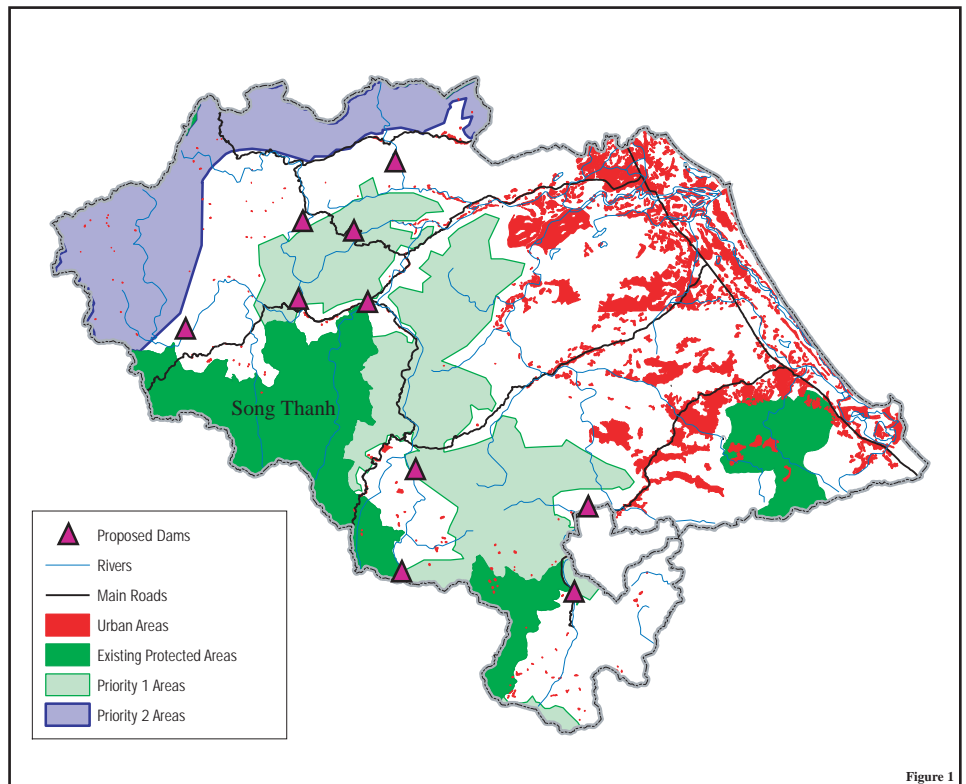 Song Thanh
Proposed Dams
Rivers
Main Roads
Urban Areas
Existing Protected Areas
Priority 1 Areas
Priority 2 Areas
Figure 1